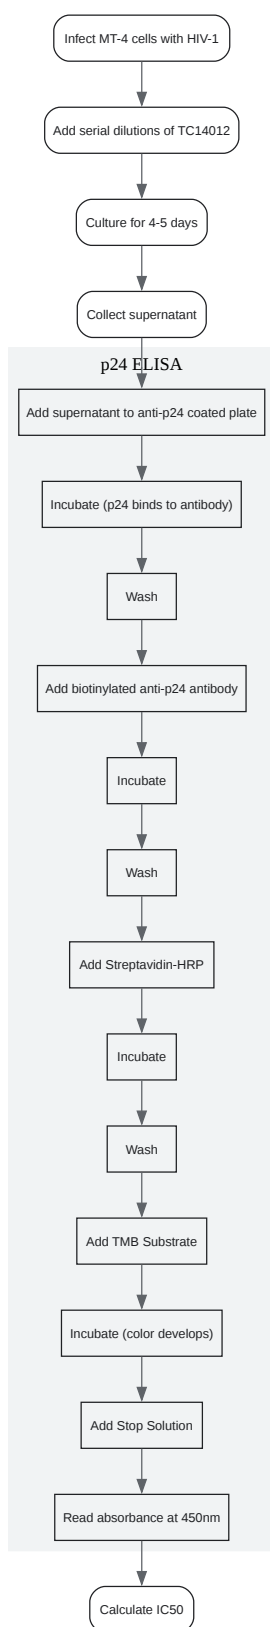 Infect MT-4 cells with HIV-1
Add serial dilutions of TC14012
Culture for 4-5 days
Collect supernatant
p24 ELISA
Add supernatant to anti-p24 coated plate
Incubate (p24 binds to antibody)
Wash
Add biotinylated anti-p24 antibody
Incubate
Wash
Add Streptavidin-HRP
Incubate
Wash
Add TMB Substrate
Incubate (color develops)
Add Stop Solution
Read absorbance at 450nm
Calculate IC50